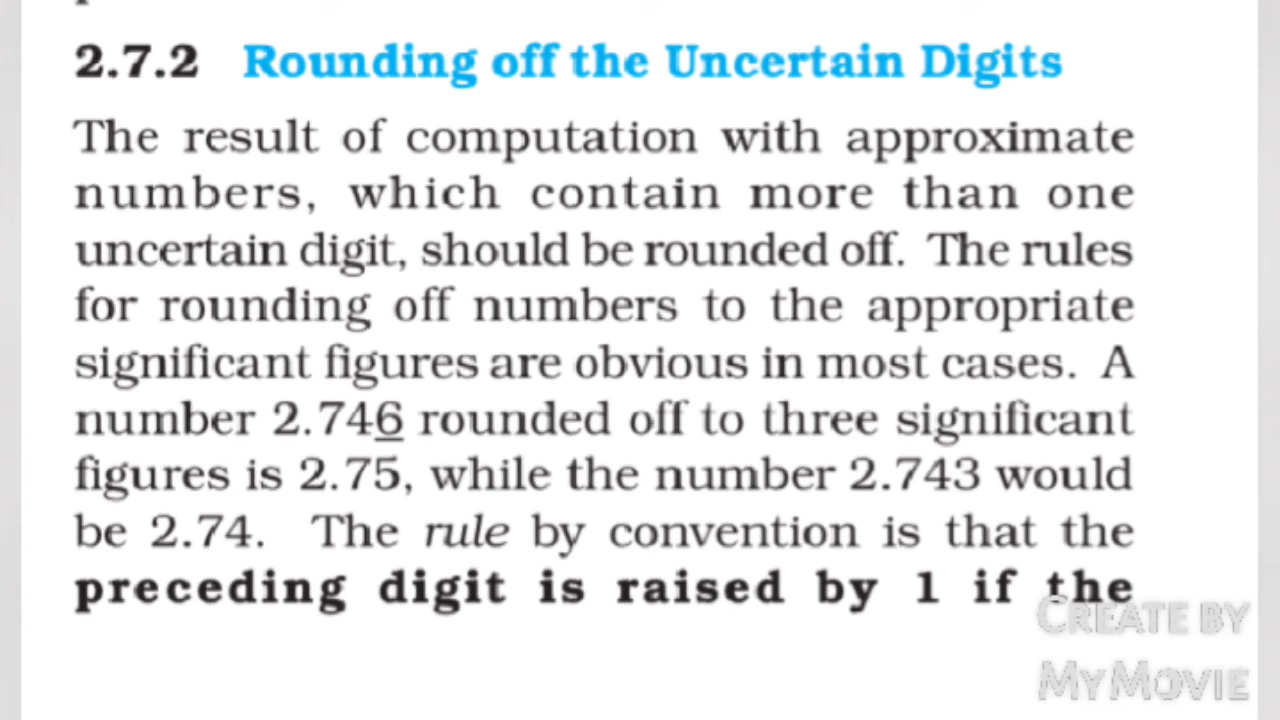 2.7.2 Rounding off the Uncertain Digits
The result of computation with approximate
numbers, which contain more than one
uncertain digit, should be rounded off. The rules
for rounding off numbers to the appropriate
significant figures are obvious in most cases. A
number 2.746 rounded off to three significant
figures is 2.75, while the number 2.743 would
be 2.74. The rule by convention is that the
preceding digit is raised by 1 if the
CREATE BY
MYMOVIE